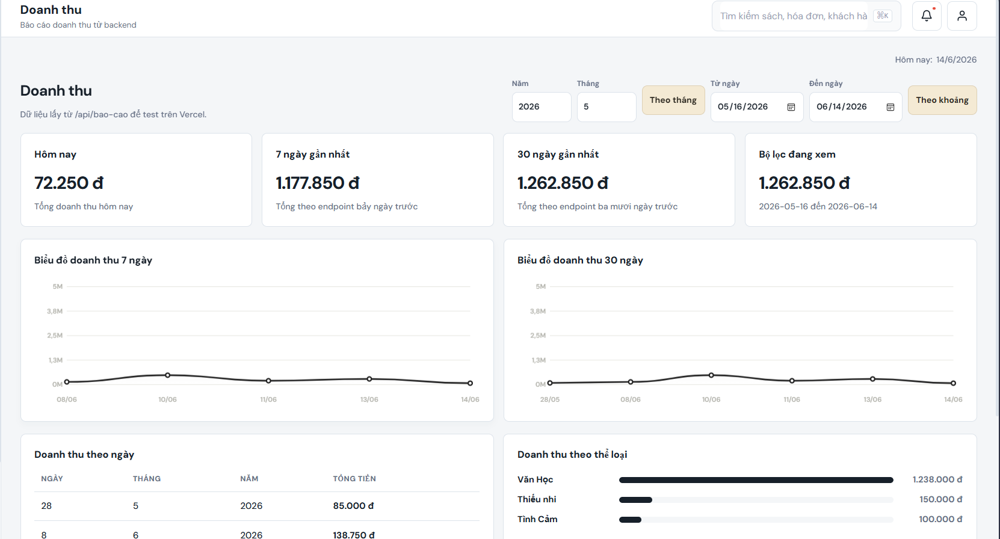 Doanh thu
Báo cáo doanh thu từ backend
Tìm kiếm sách, hóa đơn, khách hà
⌘K
Hôm nay: 14/6/2026
Doanh thu
Dữ liệu lấy từ /api/bao-cao để test trên Vercel.
Năm
2026
Tháng
5
Theo tháng
Từ ngày
05/16/2026
Đến ngày
06/14/2026
Theo khoảng
Hôm nay
72.250 đ
Tổng doanh thu hôm nay
7 ngày gần nhất
1.177.850 đ
Tổng theo endpoint bảy ngày trước
30 ngày gần nhất
1.262.850 đ
Tổng theo endpoint ba mươi ngày trước
Bộ lọc đang xem
1.262.850 đ
2026-05-16 đến 2026-06-14
Biểu đồ doanh thu 7 ngày
5M
3,8M
2,5M
1,3M
0M
08/06 10/06 11/06 13/06 14/06
Biểu đồ doanh thu 30 ngày
5M
3,8M
2,5M
1,3M
0M
28/05 08/06 10/06 11/06 13/06 14/06
Doanh thu theo ngày
NGÀY THÁNG NĂM TỔNG TIỀN
28 5 2026 85.000 đ
8 6 2026 138.750 đ
Doanh thu theo thể loại
Văn Học 1.238.000 đ
Thiếu nhi 150.000 đ
Tình Cảm 100.000 đ